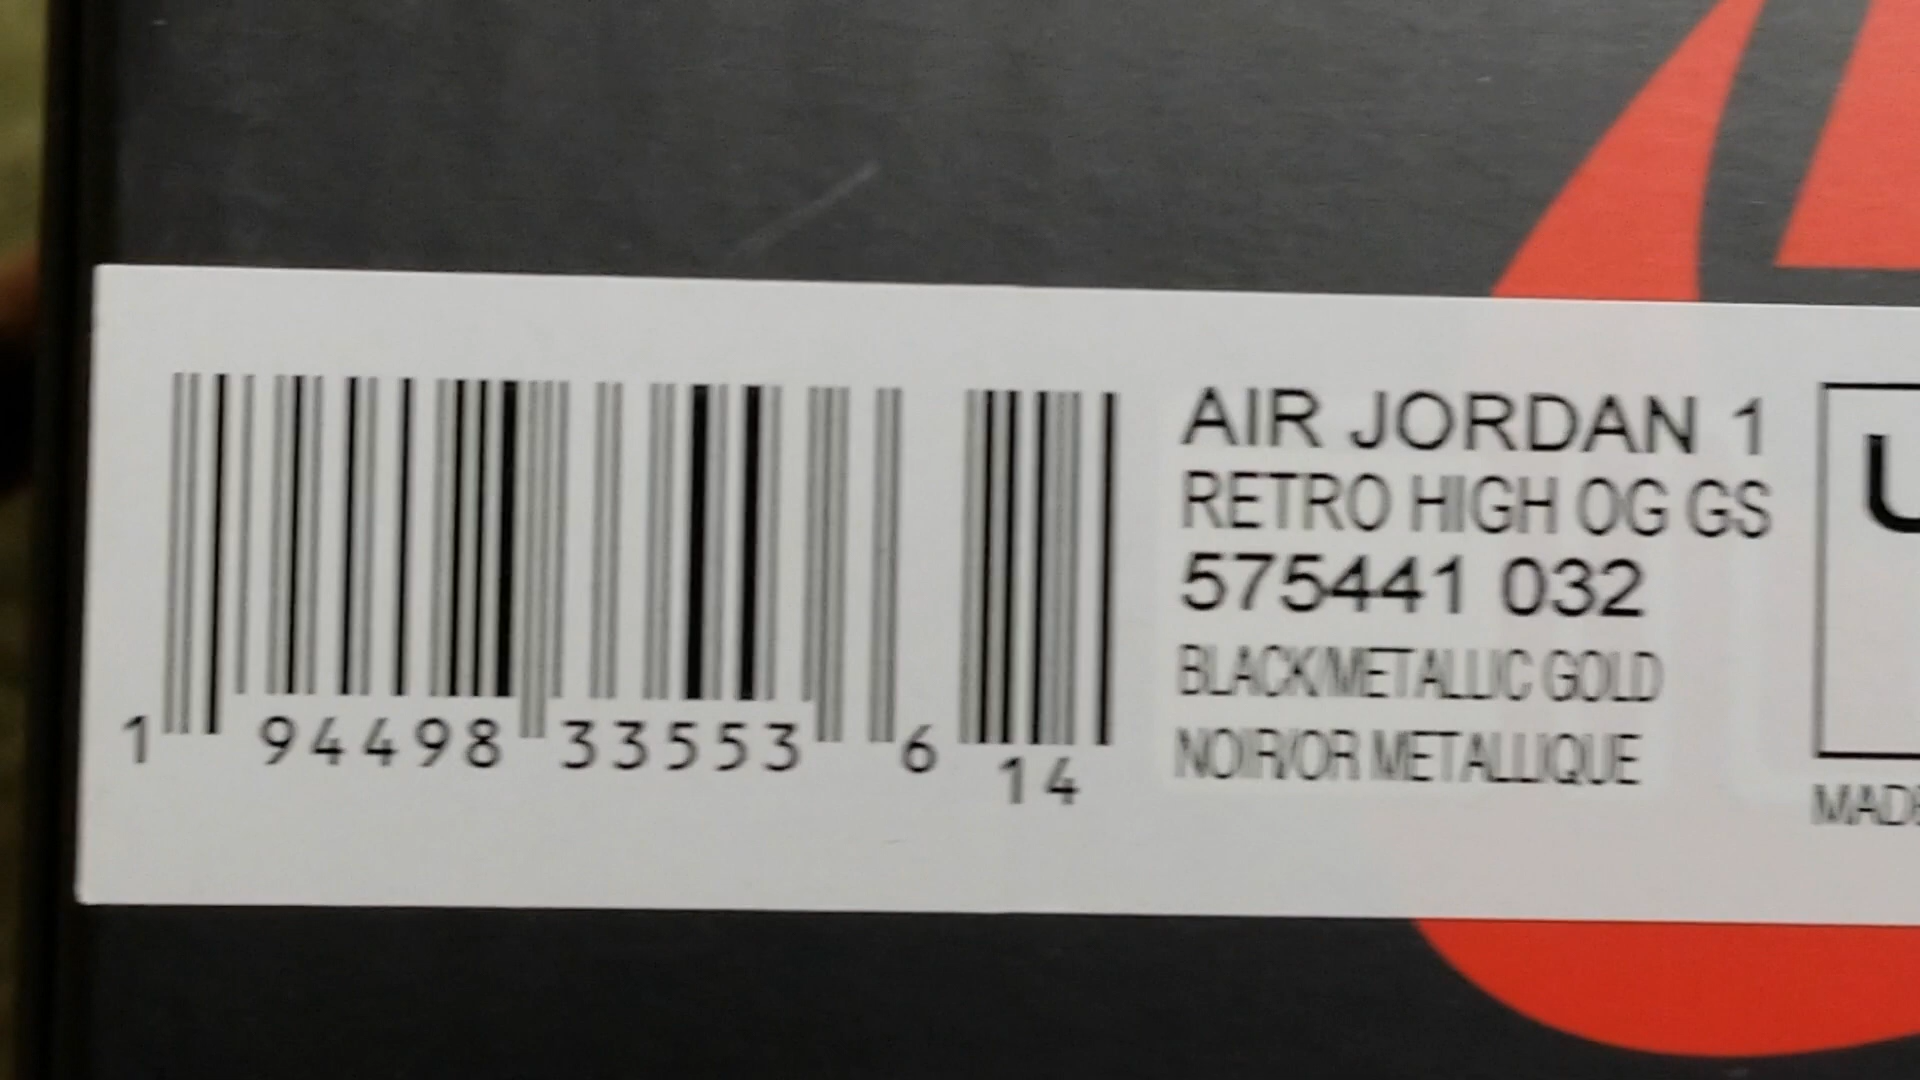 1 94498 33553 6
14
AIR JORDAN 1
RETRO HIGH OG GS
575441 032
BLACK/METALLIC GOLD
NOIR/OR METALLIQUE
U
MADE